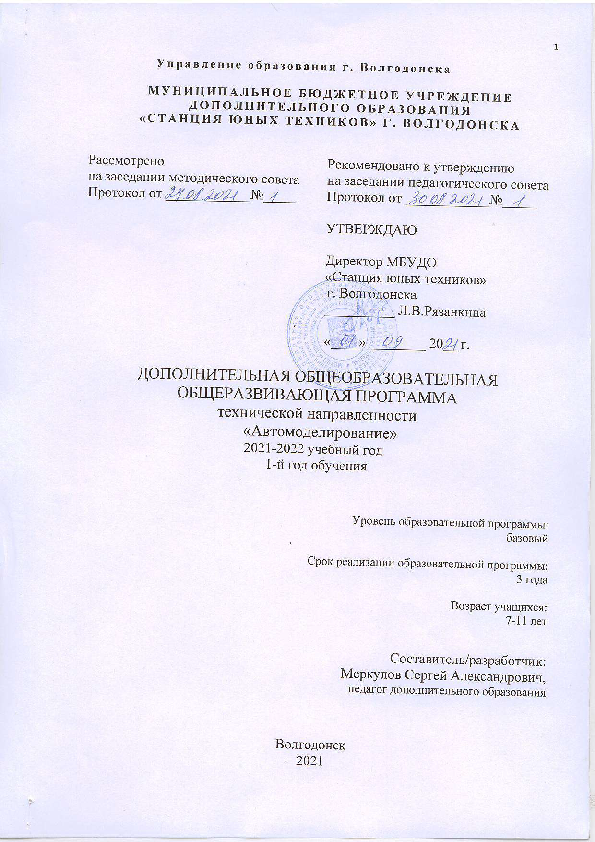 1
Управление образования г. Волгодонска
МУНИЦИПАЛЬНОЕ БЮДЖЕТНОЕ УЧРЕЖДЕНИЕ
ДОПОЛНИТЕЛЬНОГО ОБРАЗОВАНИЯ
«СТАНЦИЯ ЮНЫХ ТЕХНИКОВ» Г. ВОЛГОДОНСКА
Рассмотрено
на заседании методического совета
Протокол от 27.08.2021 № 1
Рекомендовано к утверждению
на заседании педагогического совета
Протокол от 30.08.2021 № 1
УТВЕРЖДАЮ
Директор МБУДО
«Станция юных техников»
г. Волгодонска
Л.В.Рязанкина
«01» 09 2021 г.
ДОПОЛНИТЕЛЬНАЯ ОБЩЕОБРАЗОВАТЕЛЬНАЯ
ОБЩЕРАЗВИВАЮЩАЯ ПРОГРАММА
технической направленности
«Автомоделирование»
2021-2022 учебный год
1-й год обучения
Уровень образовательной программы:
базовый
Срок реализации образовательной программы:
3 года
Возраст учащихся:
7-11 лет
Составитель/разработчик:
Меркулов Сергей Александрович,
педагог дополнительного образования
Волгодонск
2021